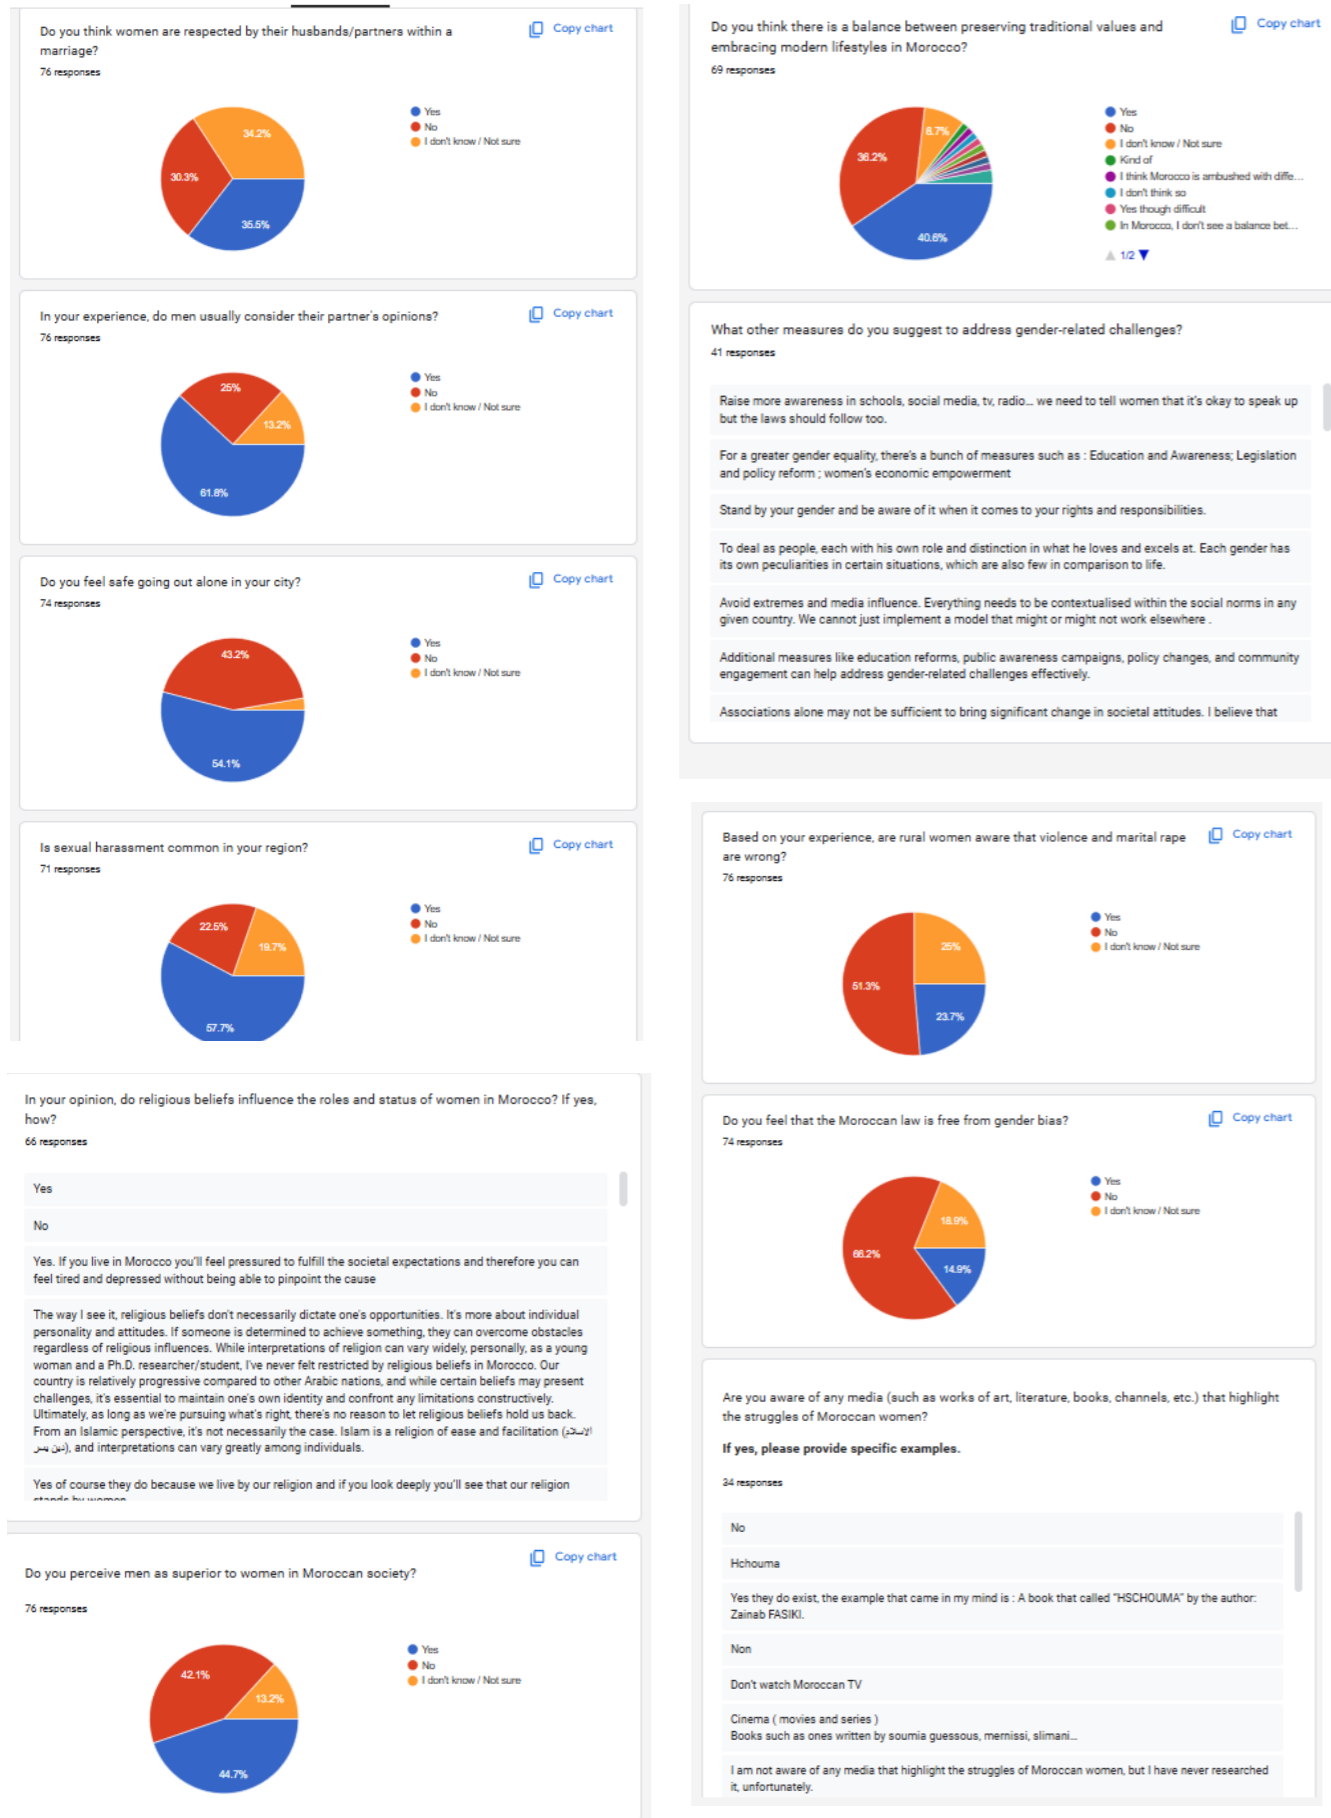 Do you think women are respected by their husbands/partners within a
marriage?
Copy chart
76 responses
34.2%
30.3%
35.5%
Yes
No
I don't know / Not sure
In your experience, do men usually consider their partner's opinions?
Copy chart
76 responses
25%
13.2%
61.8%
Yes
No
I don't know / Not sure
Do you feel safe going out alone in your city?
Copy chart
74 responses
43.2%
54.1%
Yes
No
I don't know / Not sure
Is sexual harassment common in your region?
Copy chart
71 responses
22.5%
19.7%
57.7%
Yes
No
I don't know / Not sure
In your opinion, do religious beliefs influence the roles and status of women in Morocco? If yes,
how?
66 responses
Yes
No
Yes. If you live in Morocco you'll feel pressured to fulfill the societal expectations and therefore you can
feel tired and depressed without being able to pinpoint the cause
The way I see it, religious beliefs don't necessarily dictate one's opportunities. It's more about individual
personality and attitudes. If someone is determined to achieve something, they can overcome obstacles
regardless of religious influences. While interpretations of religion can vary widely, personally, as a young
woman and a Ph.D. researcher/student, I've never felt restricted by religious beliefs in Morocco. Our
country is relatively progressive compared to other Arabic nations, and while certain beliefs may present
challenges, it's essential to maintain one's own identity and confront any limitations constructively.
Ultimately, as long as we're pursuing what's right, there's no reason to let religious beliefs hold us back.
From an Islamic perspective, it's not necessarily the case. Islam is a religion of ease and facilitation (الاسلام
دين يسر), and interpretations can vary greatly among individuals.
Yes of course they do because we live by our religion and if you look deeply you'll see that our religion
stands by women
Do you perceive men as superior to women in Moroccan society?
Copy chart
76 responses
42.1%
13.2%
44.7%
Yes
No
I don't know / Not sure
Do you think there is a balance between preserving traditional values and
embracing modern lifestyles in Morocco?
Copy chart
69 responses
8.7%
36.2%
40.6%
Yes
No
I don't know / Not sure
Kind of
I think Morocco is ambushed with diffe...
I don't think so
Yes though difficult
In Morocco, I don't see a balance bet...
1/2
What other measures do you suggest to address gender-related challenges?
41 responses
Raise more awareness in schools, social media, tv, radio... we need to tell women that it's okay to speak up
but the laws should follow too.
For a greater gender equality, there's a bunch of measures such as : Education and Awareness; Legislation
and policy reform ; women's economic empowerment
Stand by your gender and be aware of it when it comes to your rights and responsibilities.
To deal as people, each with his own role and distinction in what he loves and excels at. Each gender has
its own peculiarities in certain situations, which are also few in comparison to life.
Avoid extremes and media influence. Everything needs to be contextualised within the social norms in any
given country. We cannot just implement a model that might or might not work elsewhere .
Additional measures like education reforms, public awareness campaigns, policy changes, and community
engagement can help address gender-related challenges effectively.
Associations alone may not be sufficient to bring significant change in societal attitudes. I believe that
Based on your experience, are rural women aware that violence and marital rape
are wrong?
Copy chart
76 responses
25%
51.3%
23.7%
Yes
No
I don't know / Not sure
Do you feel that the Moroccan law is free from gender bias?
Copy chart
74 responses
18.9%
66.2%
14.9%
Yes
No
I don't know / Not sure
Are you aware of any media (such as works of art, literature, books, channels, etc.) that highlight
the struggles of Moroccan women?
If yes, please provide specific examples.
34 responses
No
Hchouma
Yes they do exist, the example that came in my mind is : A book that called "HSCHOUMA" by the author:
Zainab FASIKI.
Non
Don't watch Moroccan TV
Cinema ( movies and series )
Books such as ones written by soumia guessous, mernissi, slimani...
I am not aware of any media that highlight the struggles of Moroccan women, but I have never researched
it, unfortunately.